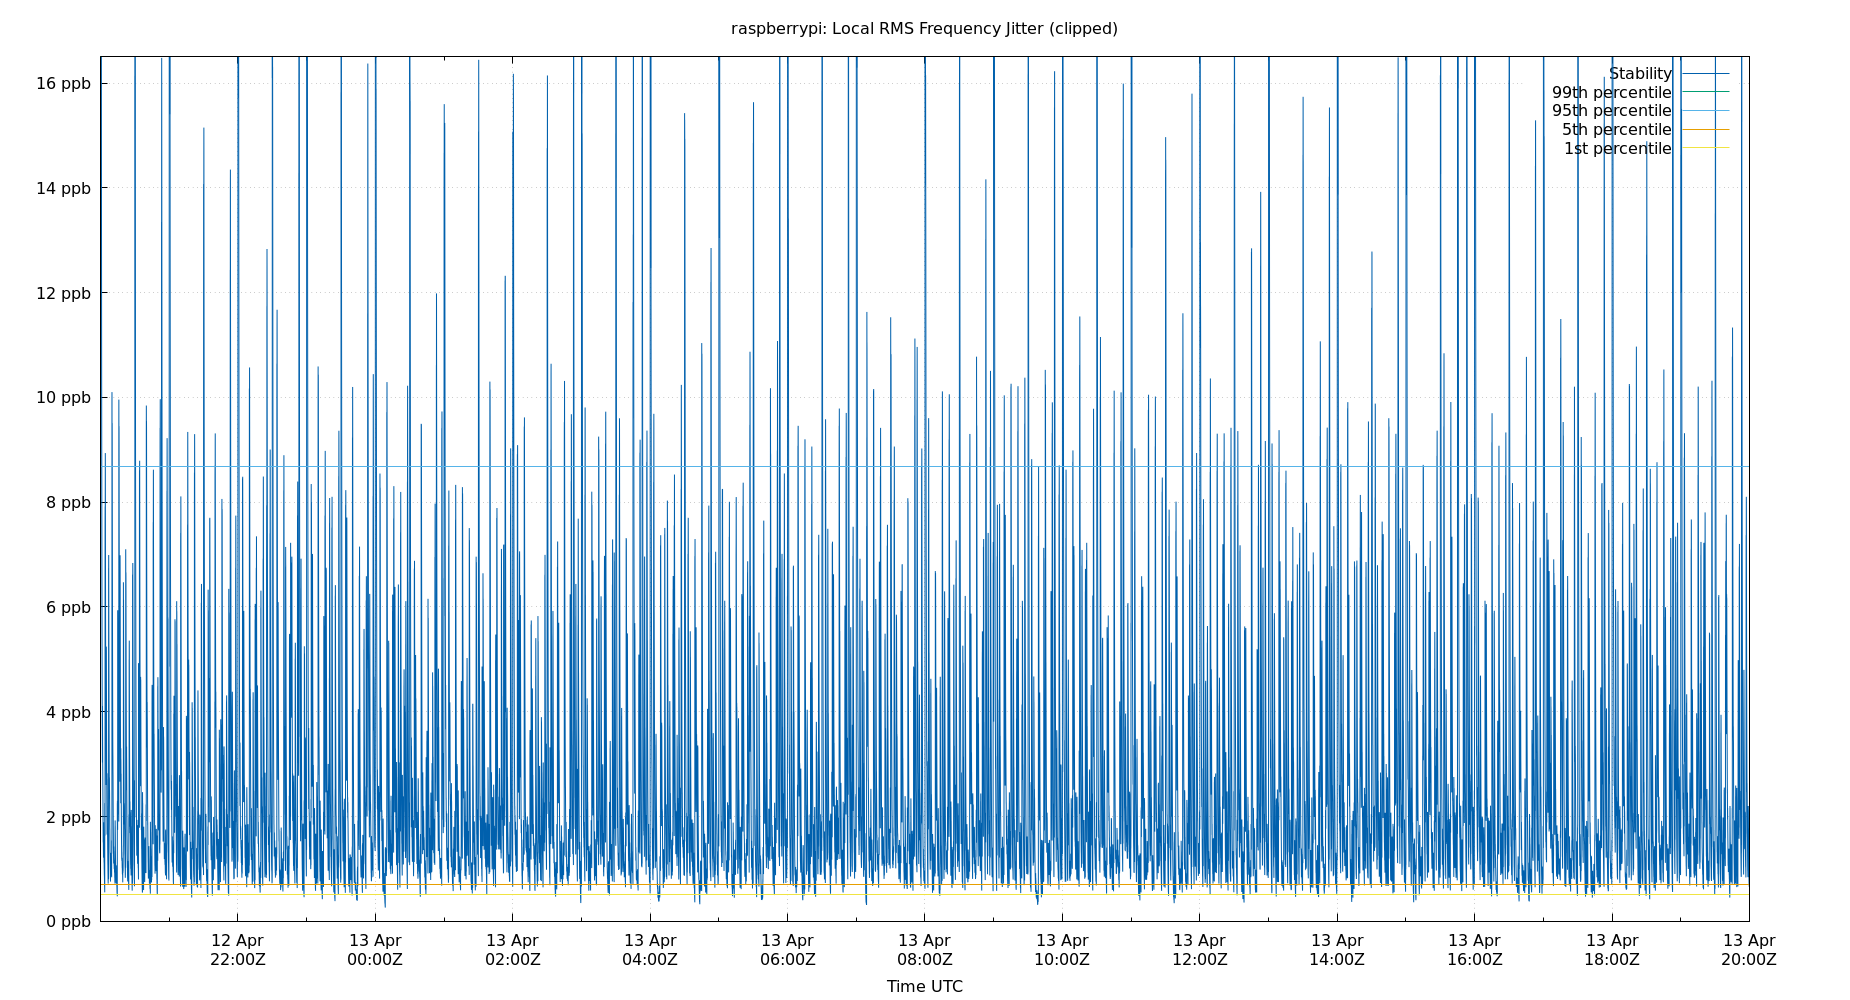 raspberrypi: Local RMS Frequency Jitter (clipped)
16 ppb
14 ppb
12 ppb
10 ppb
8 ppb
6 ppb
4 ppb
2 ppb
0 ppb
Stability
99th percentile
95th percentile
5th percentile
1st percentile
12 Apr 13 Apr 13 Apr 13 Apr 13 Apr 13 Apr 13 Apr 13 Apr 13 Apr 13 Apr 13 Apr 13 Apr
22:00Z 00:00Z 02:00Z 04:00Z 06:00Z 08:00Z 10:00Z 12:00Z 14:00Z 16:00Z 18:00Z 20:00Z
Time UTC